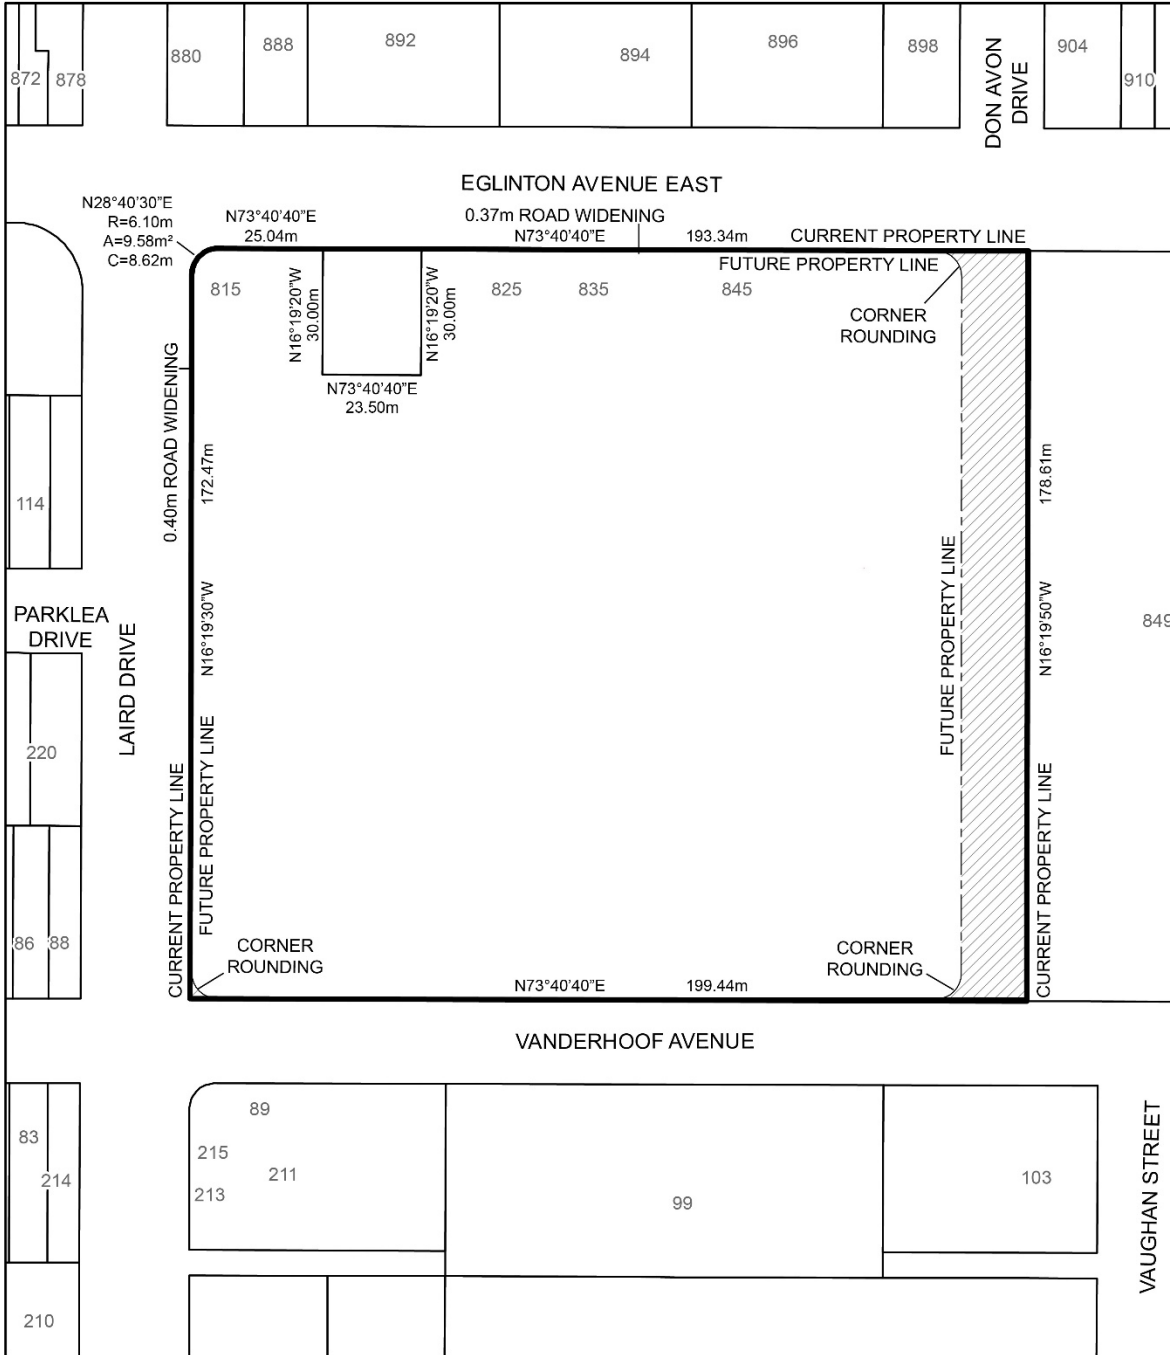 872
878
880
888
892
894
896
898
DON AVON
DRIVE
904
910
EGLINTON AVENUE EAST
N28°40'30"E
R=6.10m
A=9.58m²
C=8.62m
N73°40'40"E
25.04m
0.37m ROAD WIDENING
N73°40'40"E
193.34m
CURRENT PROPERTY LINE
FUTURE PROPERTY LINE
815
N16°19'20"W
30.00m
N16°19'20"W
30.00m
825
835
845
CORNER
ROUNDING
N73°40'40"E
23.50m
0.40m ROAD WIDENING
172.47m
178.61m
114
PARKLEA
DRIVE
LAIRD DRIVE
N16°19'30"W
FUTURE PROPERTY LINE
N16°19'50"W
849
220
CURRENT PROPERTY LINE
FUTURE PROPERTY LINE
CURRENT PROPERTY LINE
86
88
CORNER
ROUNDING
CORNER
ROUNDING
N73°40'40"E
199.44m
VANDERHOOF AVENUE
83
214
89
215
211
213
99
103
VAUGHAN STREET
210